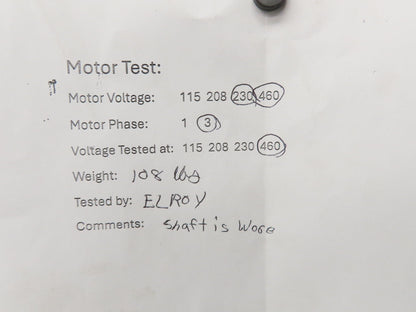 Motor Test:
Motor Voltage: 115 208 230 460
Motor Phase: 1 3
Voltage Tested at: 115 208 230 460
Weight: 108 lbs
Tested by: ELROY
Comments: Shaft is Wore